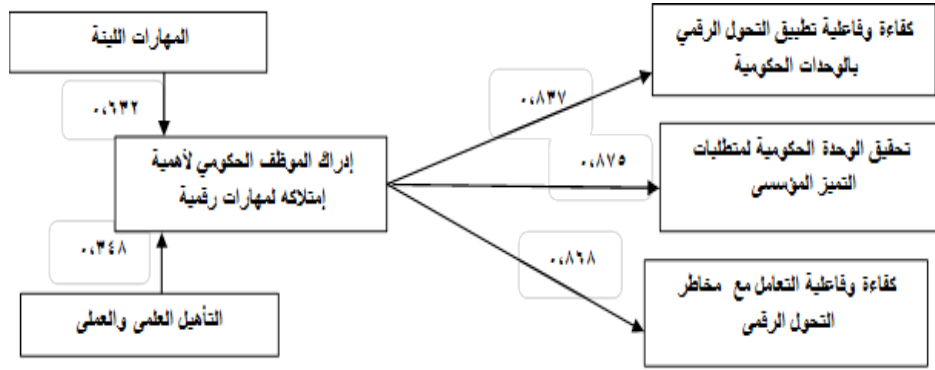 المهارات اللينة
٠,٦٣٢
إدراك الموظف الحكومي لأهمية
إمتلاكه لمهارات رقمية
٠,٣٤٨
التأهيل العلمى والعملى
كفاءة وفاعلية تطبيق التحول الرقمي
بالوحدات الحكومية
٠,٨٣٧
تحقيق الوحدة الحكومية لمتطلبات
التميز المؤسسى
٠,٨٧٥
كفاءة وفاعلية التعامل مع مخاطر
التحول الرقمى
٠,٨٦٨